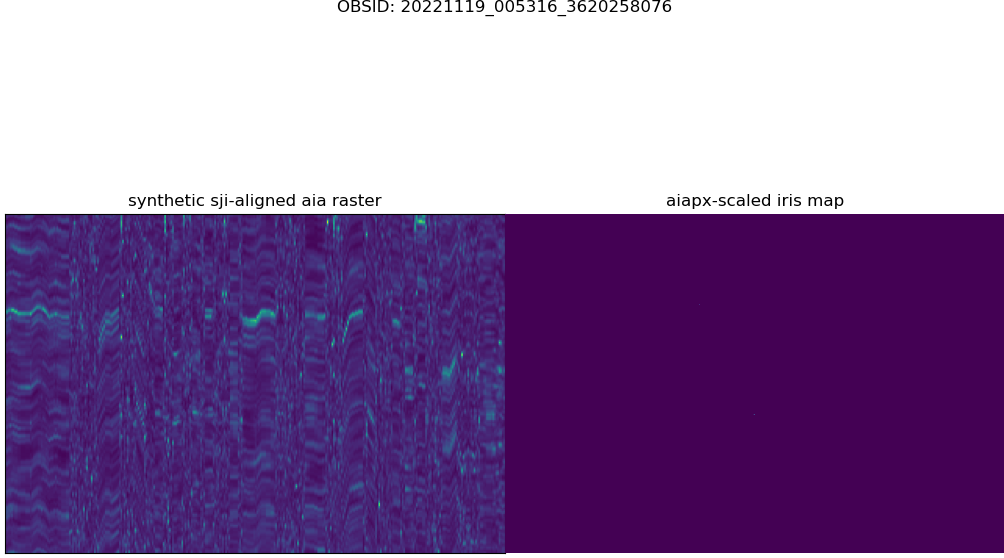 OBSID: 20221119_005316_3620258076
synthetic sji-aligned aia raster
aiapx-scaled iris map